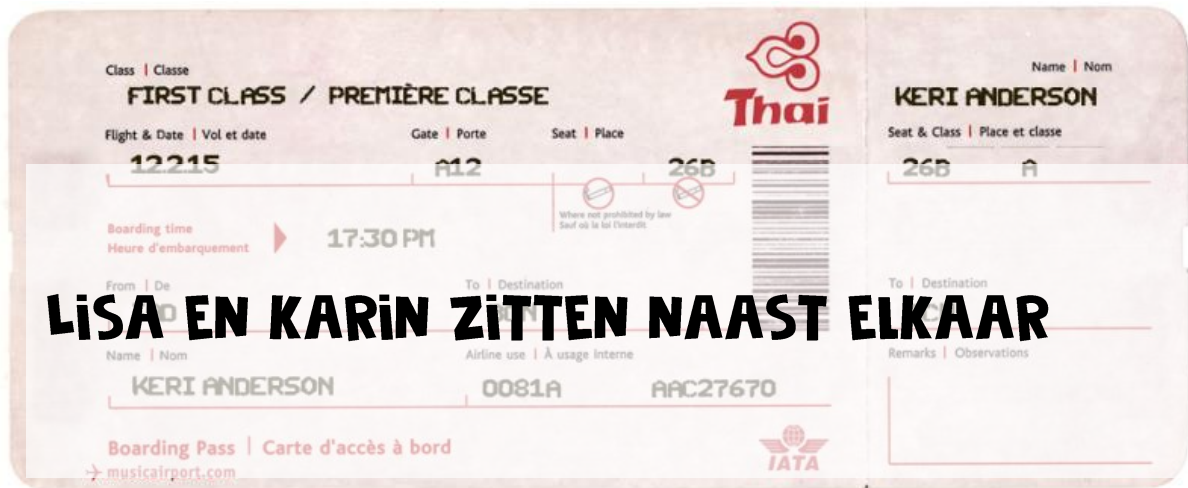 Class | Classe
FIRST CLASS / PREMIÈRE CLASSE
Thai
Name | Nom
KERI ANDERSON
Flight & Date | Vol et date
Gate | Porte
Seat | Place
Seat & Class | Place et classe
12.2.15
A12
26B
26B A
Where not prohibited by law
Sauf où la loi l'interdit
Boarding time
Heure d'embarquement
17:30 PM
From | De
To | Destination
To | Destination
LiSA EN KARiN ZiTTEN NAAST ELKAAR
Name | Nom
Airline use | À usage Interne
Remarks | Observations
KERI ANDERSON
0081A
AAC27670
Boarding Pass | Carte d'accès à bord
IATA
musicairport.com